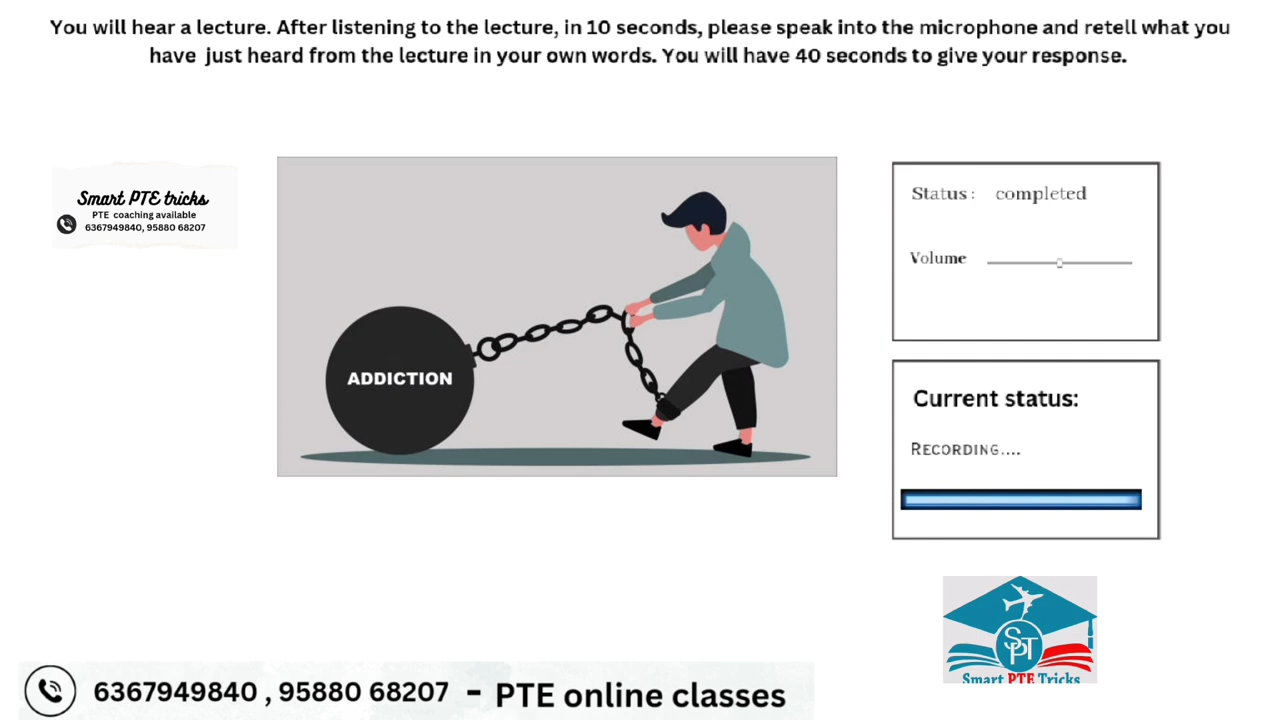 You will hear a lecture. After listening to the lecture, in 10 seconds, please speak into the microphone and retell what you
have just heard from the lecture in your own words. You will have 40 seconds to give your response.
Smart PTE tricks
PTE coaching available
6367949840, 95880 68207
ADDICTION
Status: completed
Volume
Current status:
RECORDING....
SPT
Smart PTE Tricks
6367949840 , 95880 68207 - PTE online classes